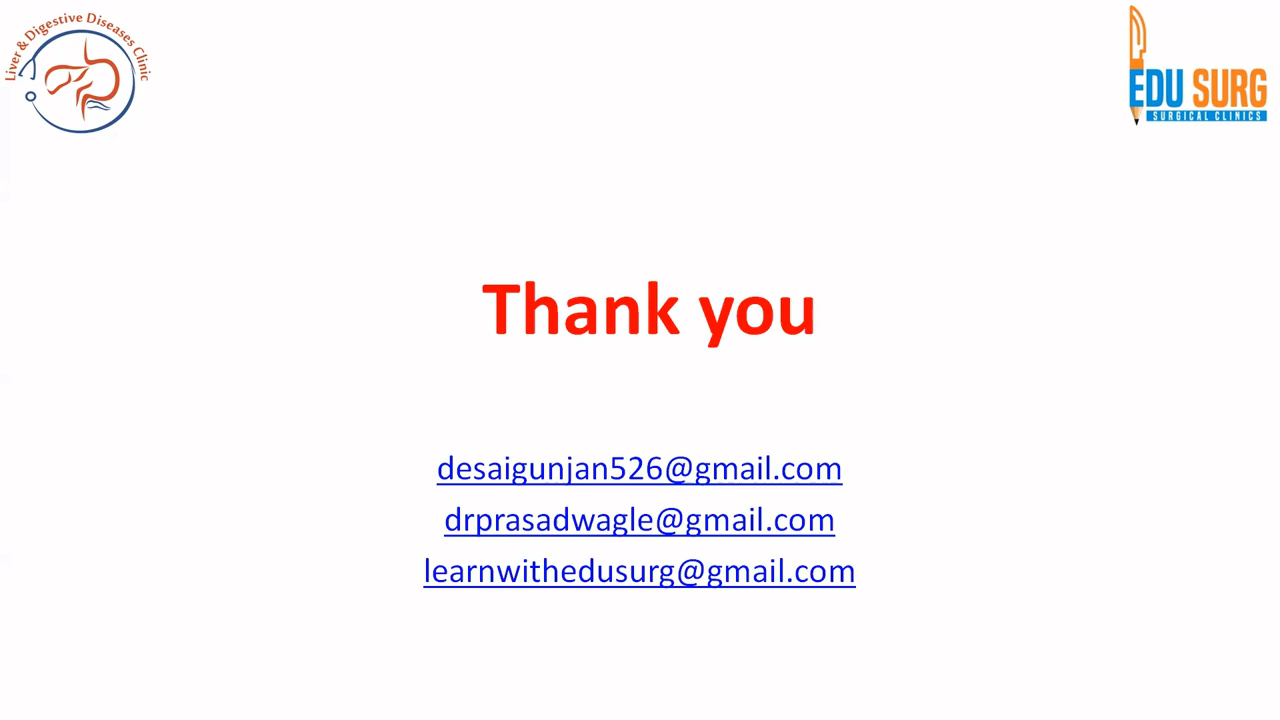 Liver & Digestive Diseases Clinic
EDU SURG
SURGICAL CLINICS
Thank you
desaigunjan526@gmail.com
drprasadwagle@gmail.com
learnwithedusurg@gmail.com